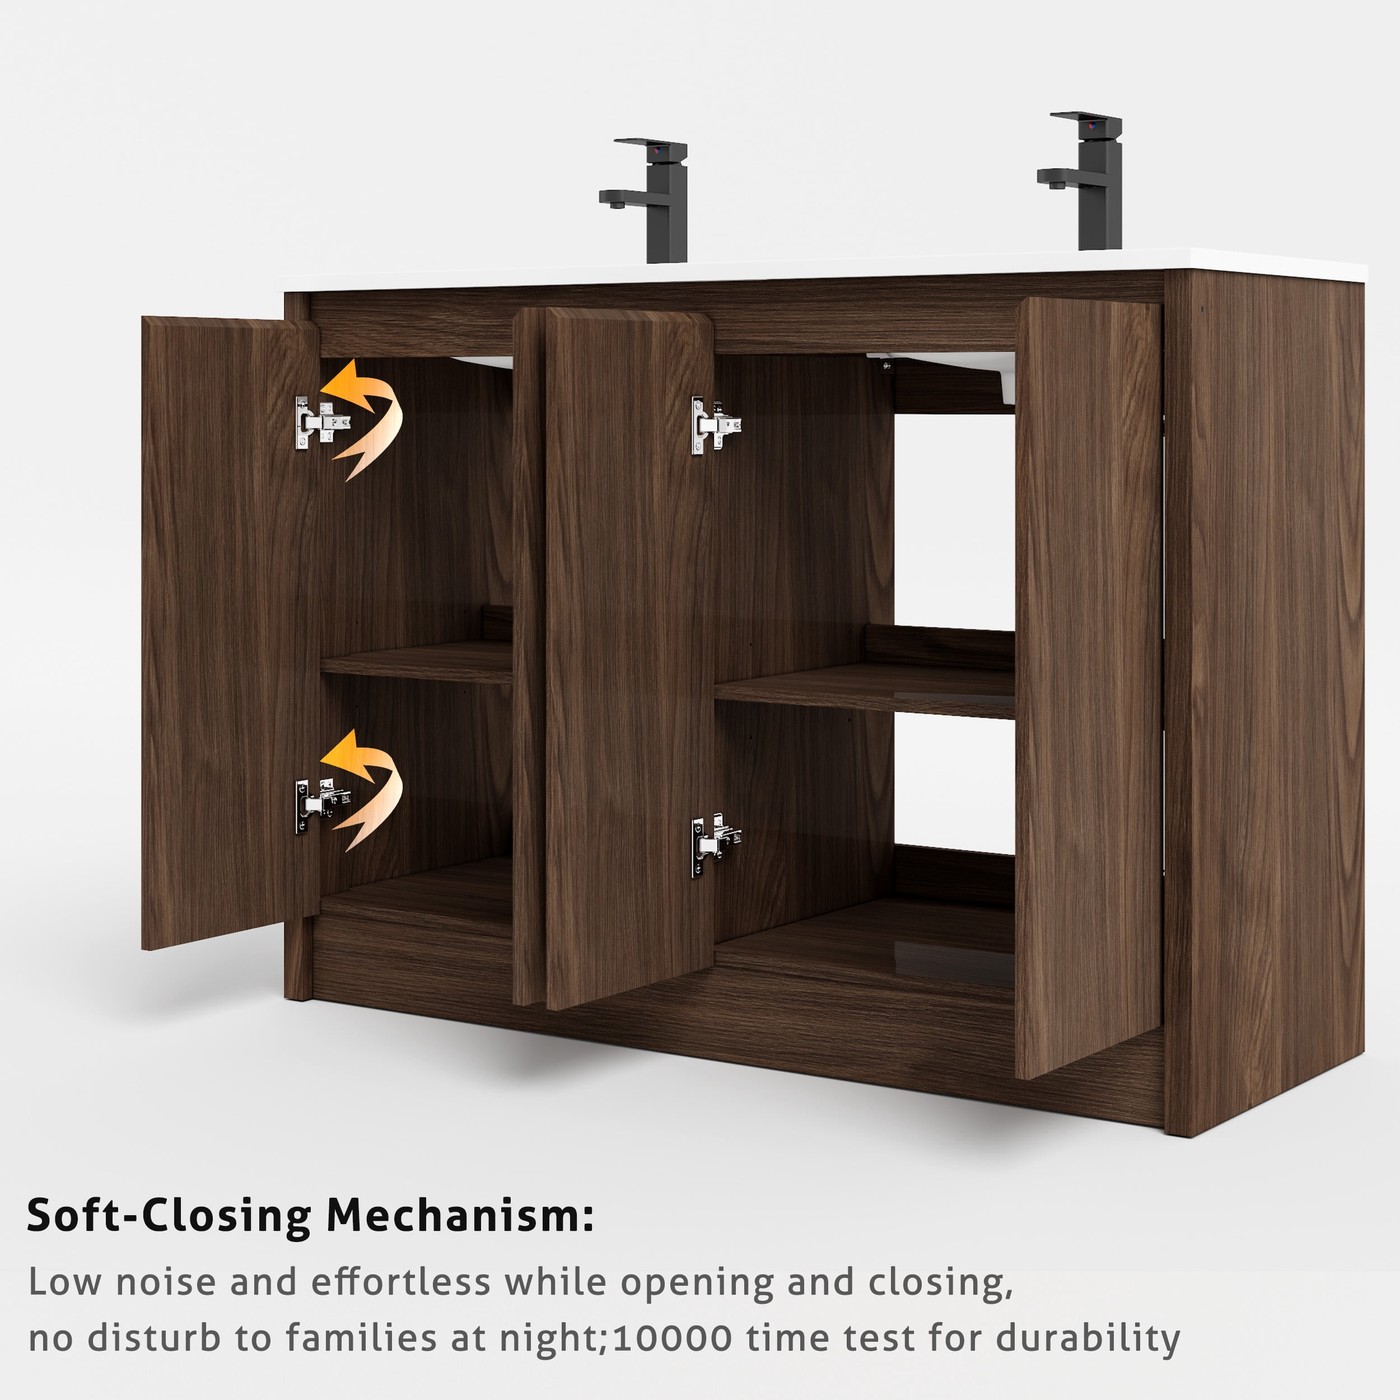 Soft-Closing Mechanism:
Low noise and effortless while opening and closing,
no disturb to families at night;10000 time test for durability